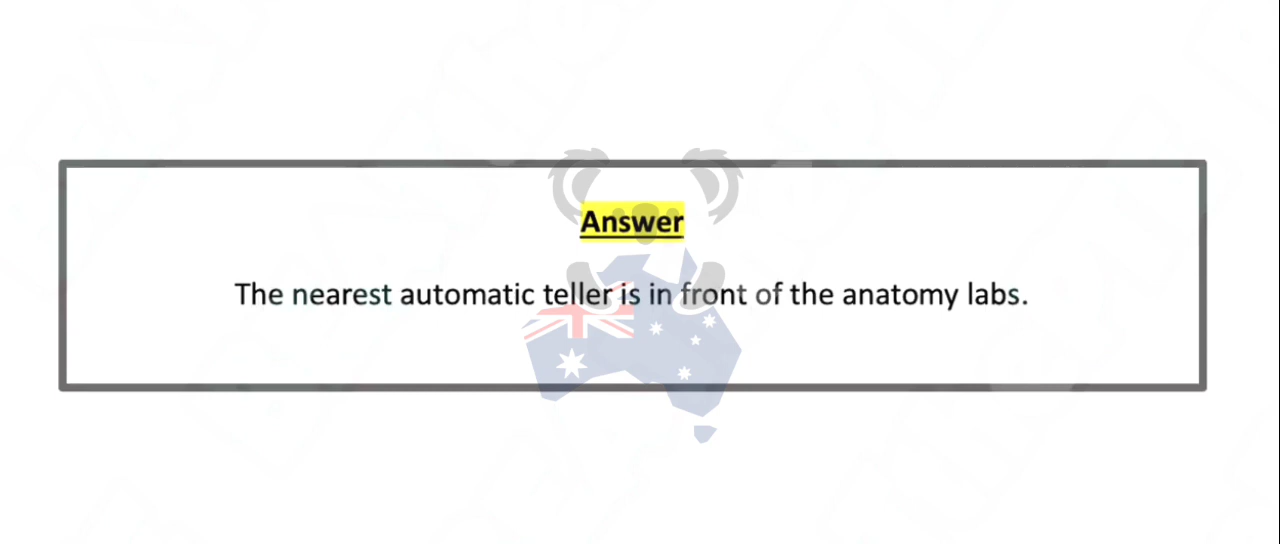 Answer
The nearest automatic teller is in front of the anatomy labs.